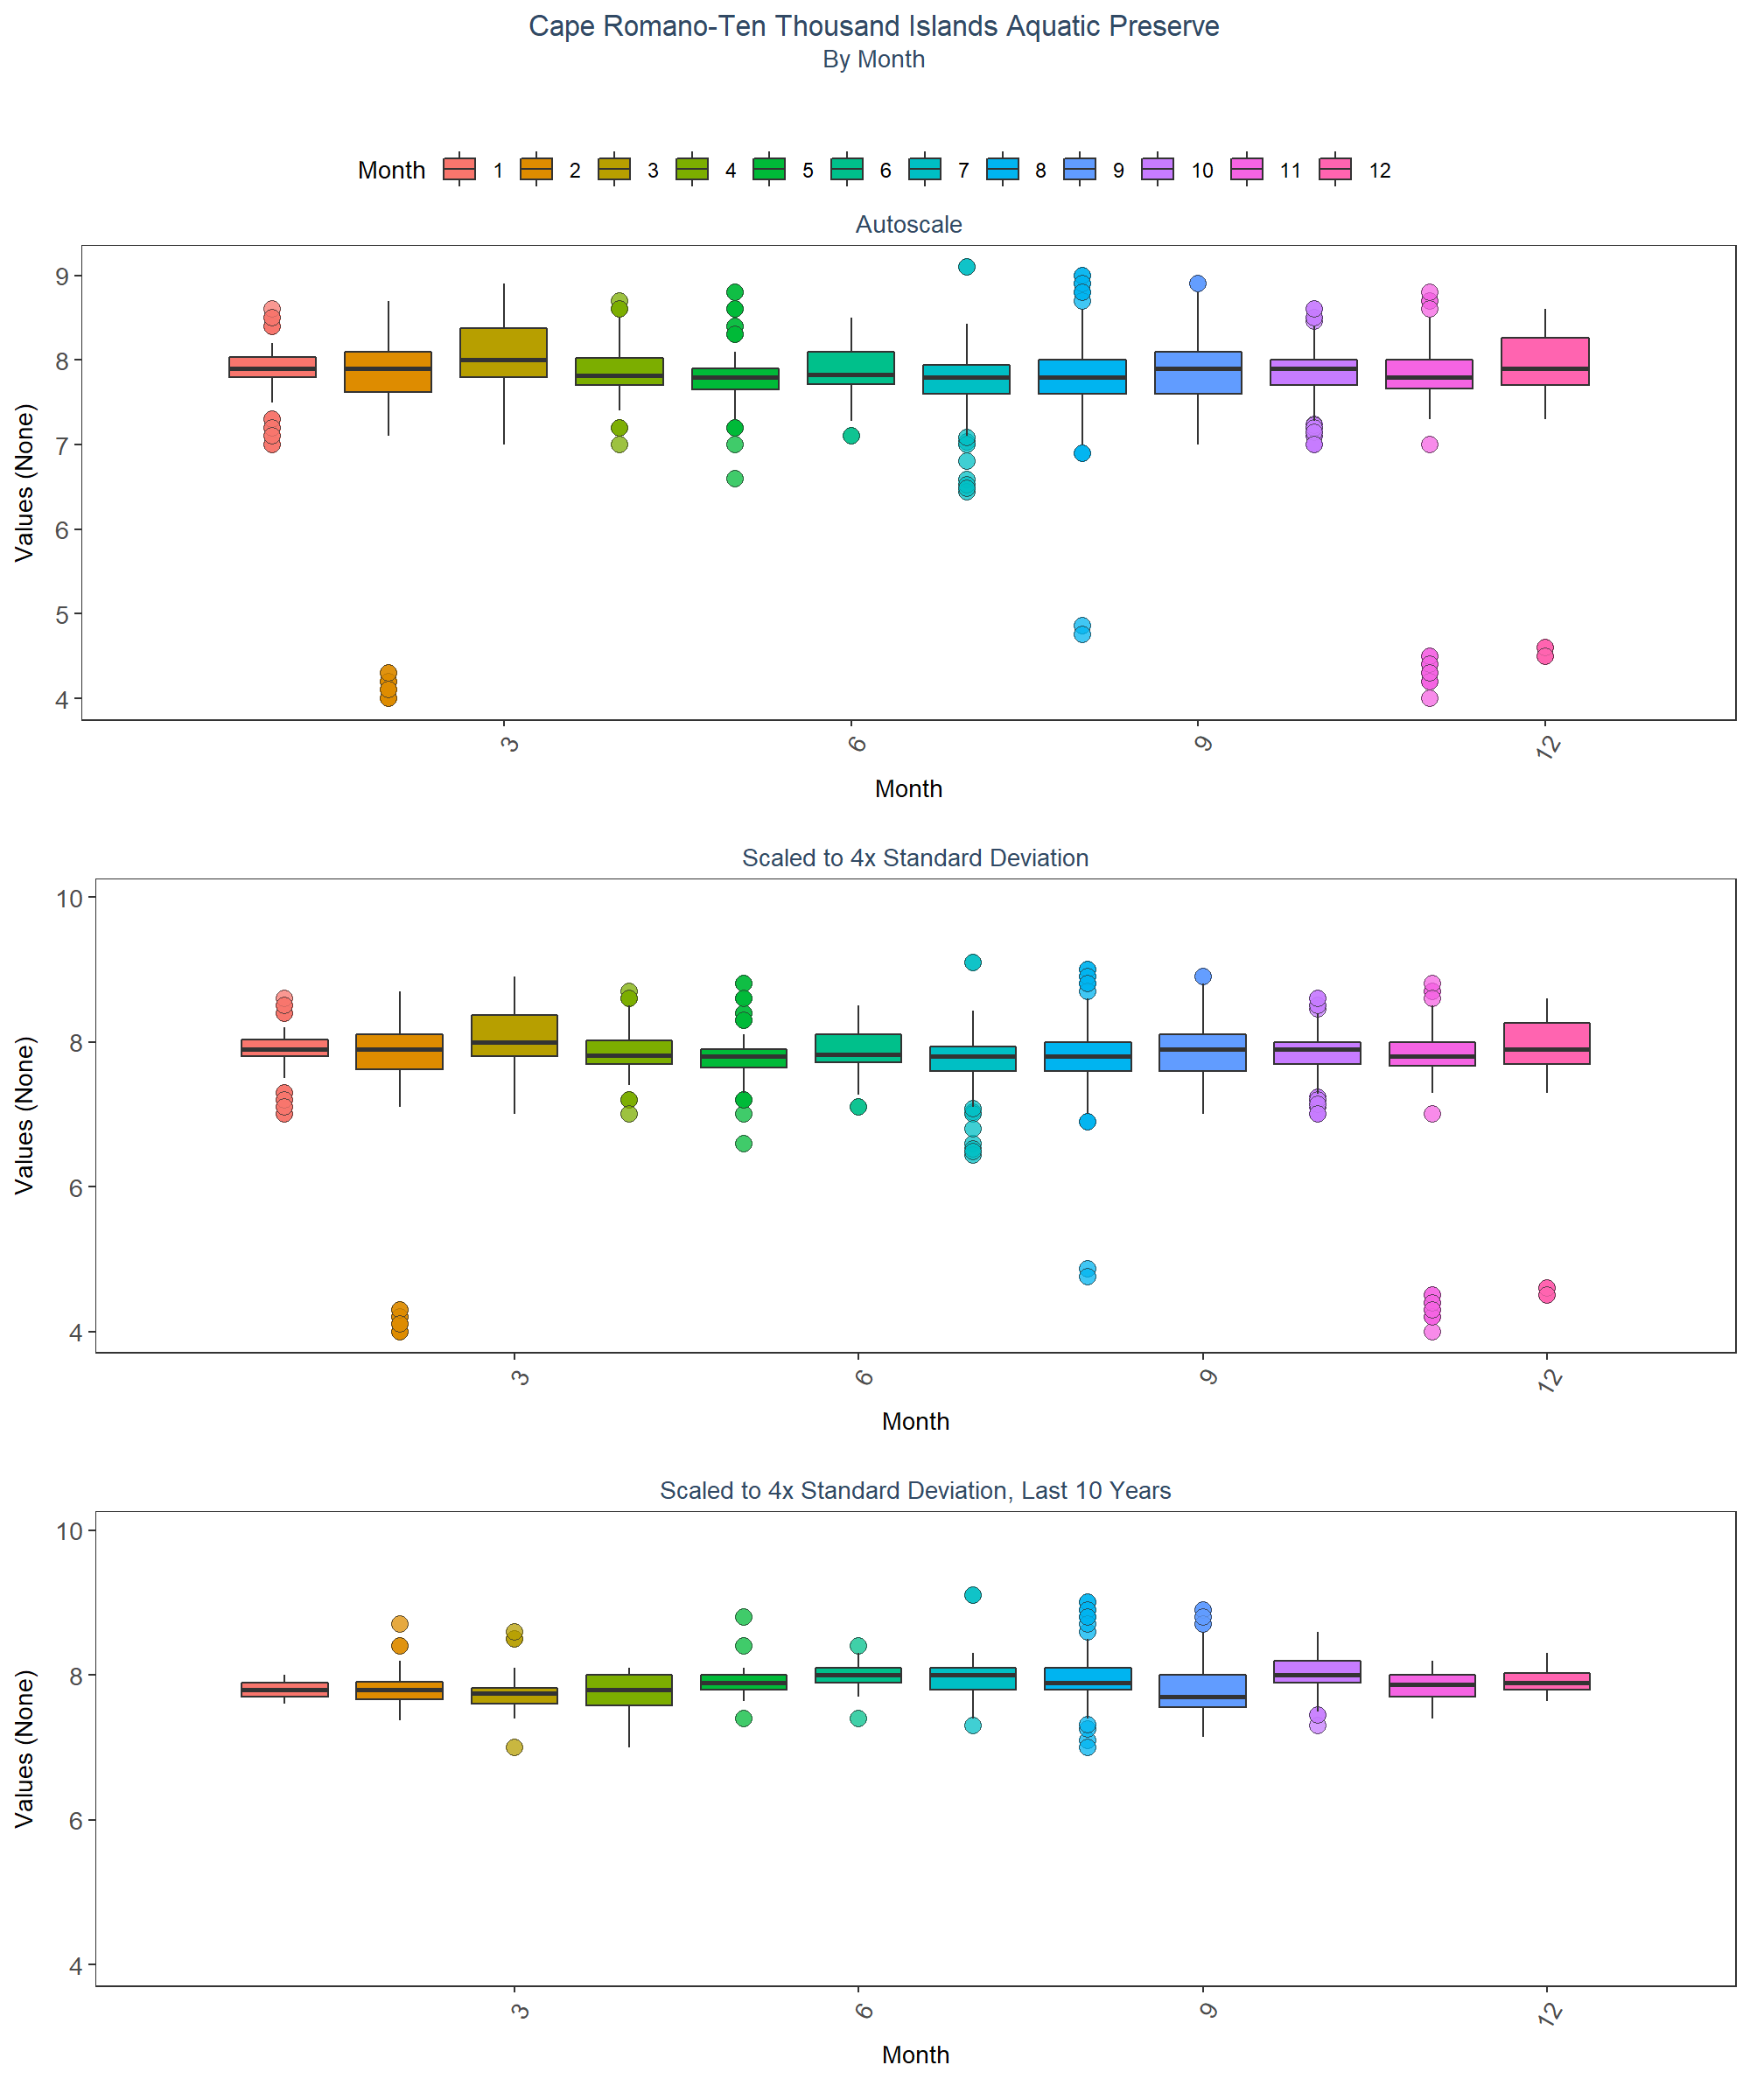 Cape Romano-Ten Thousand Islands Aquatic Preserve
By Month
Month 1 2 3 4 5 6 7 8 9 10 11 12
Autoscale
Values (None)
9
8
7
6
5
4
3 6 9 12
Month
Scaled to 4x Standard Deviation
Values (None)
10
8
6
4
3 6 9 12
Month
Scaled to 4x Standard Deviation, Last 10 Years
Values (None)
10
8
6
4
3 6 9 12
Month